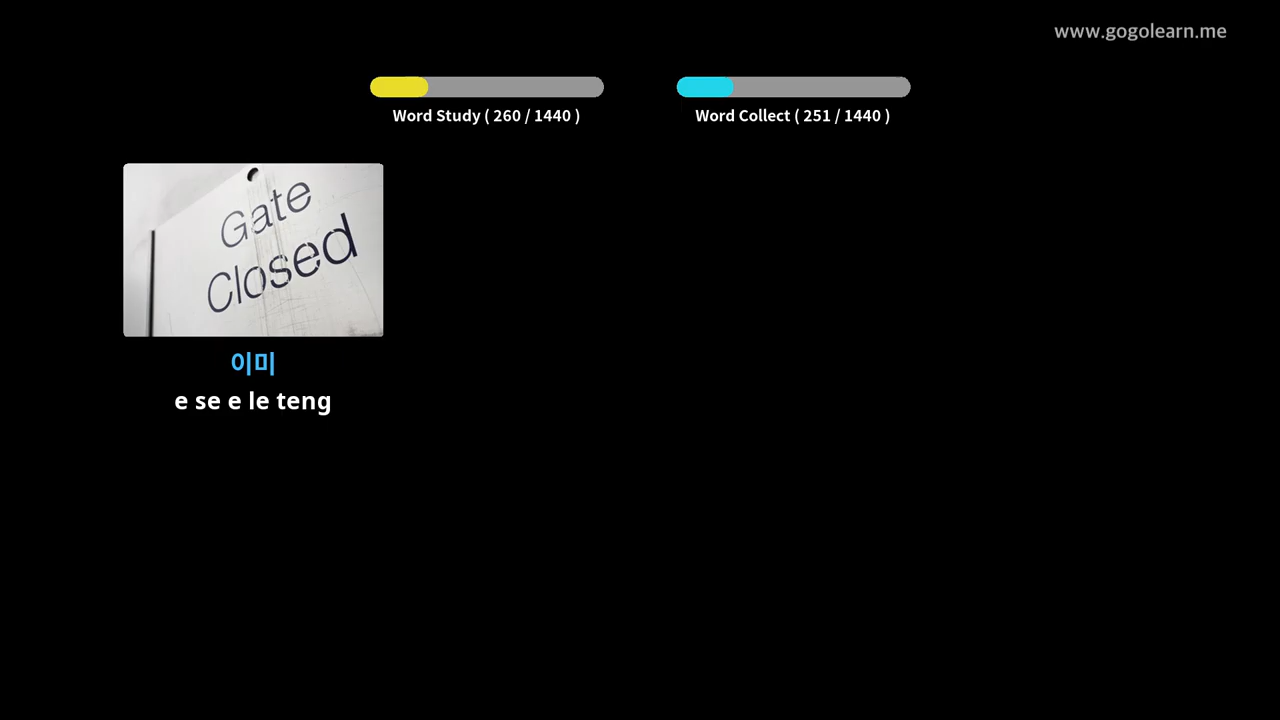 www.gogolearn.me
Word Study ( 260 / 1440 )
Word Collect ( 251 / 1440 )
Gate
Closed
이미
e se e le teng